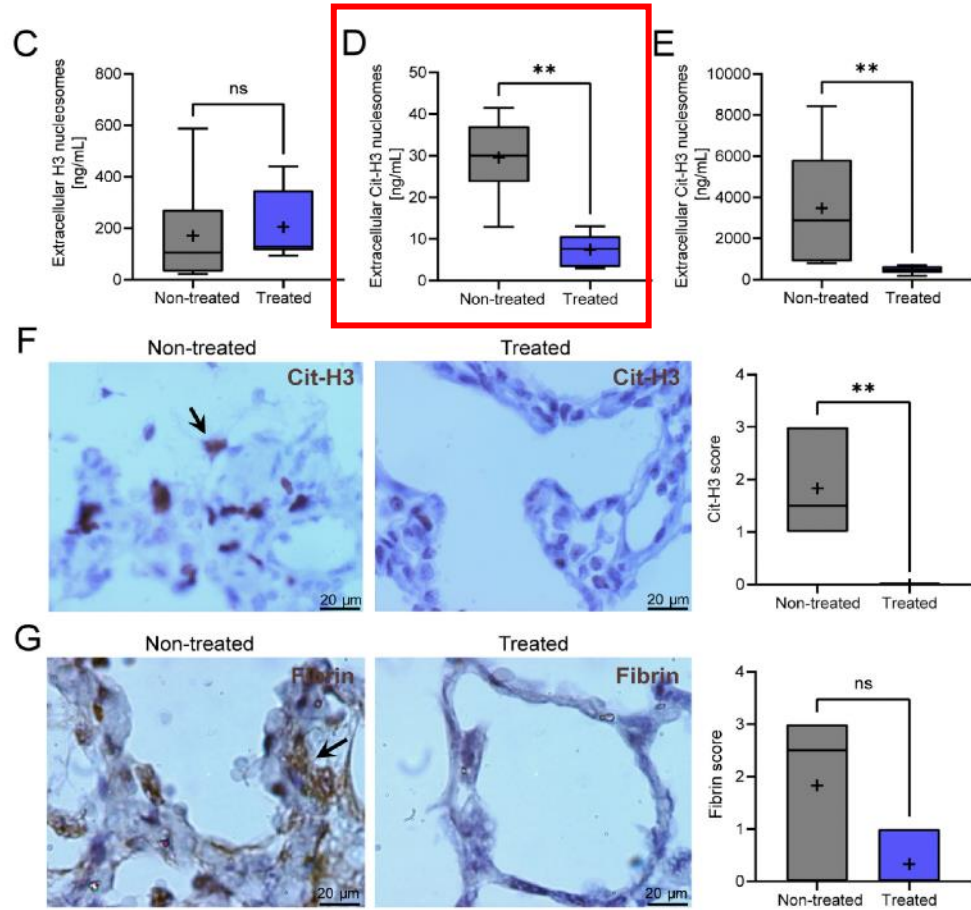 C
Extracellular H3 nucleosomes
[ng/mL]
800
600
400
200
0
ns
Non-treated
Treated
D
Extracellular Cit-H3 nuclesomes
[ng/mL]
50
40
30
20
10
0
**
Non-treated
Treated
E
Extracellular Cit-H3 nuclesomes
[ng/mL]
10000
8000
6000
4000
2000
0
**
Non-treated
Treated
F
Non-treated
Cit-H3
20 µm
Treated
Cit-H3
20 µm
Cit-H3 score
4
3
2
1
0
**
Non-treated
Treated
G
Non-treated
Fibrin
20 µm
Treated
Fibrin
20 µm
Fibrin score
4
3
2
1
0
ns
Non-treated
Treated